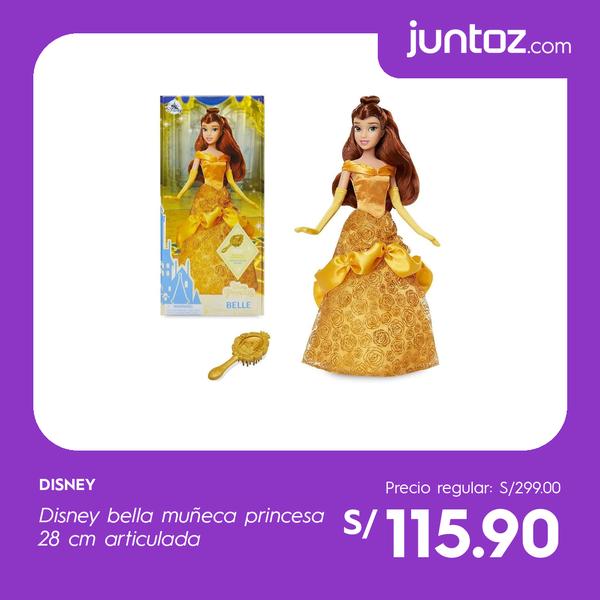 juntoz.com
BELLE
DISNEY
Disney bella muñeca princesa
28 cm articulada
Precio regular: S/299.00
S/115.90